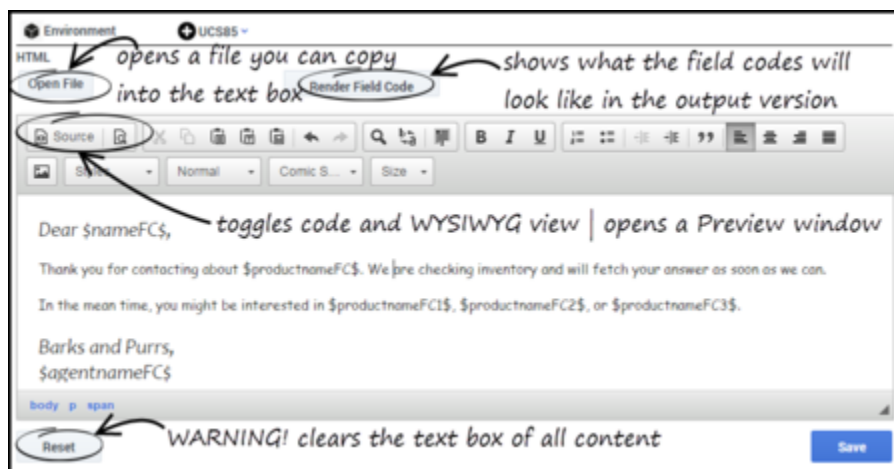 Environment UCS85
HTML opens a file you can copy shows what the field codes will
Open File into the text box Render Field Code look like in the output version
Source B I U
Normal Comic S... Size
toggles code and WYSIWYG view | opens a Preview window
Dear $nameFC$,
Thank you for contacting about $productnameFC$. We are checking inventory and will fetch your answer as soon as we can.
In the mean time, you might be interested in $productnameFC1$, $productnameFC2$, or $productnameFC3$.
Barks and Purrs,
$agentnameFC$
body p span
Reset WARNING! clears the text box of all content Save